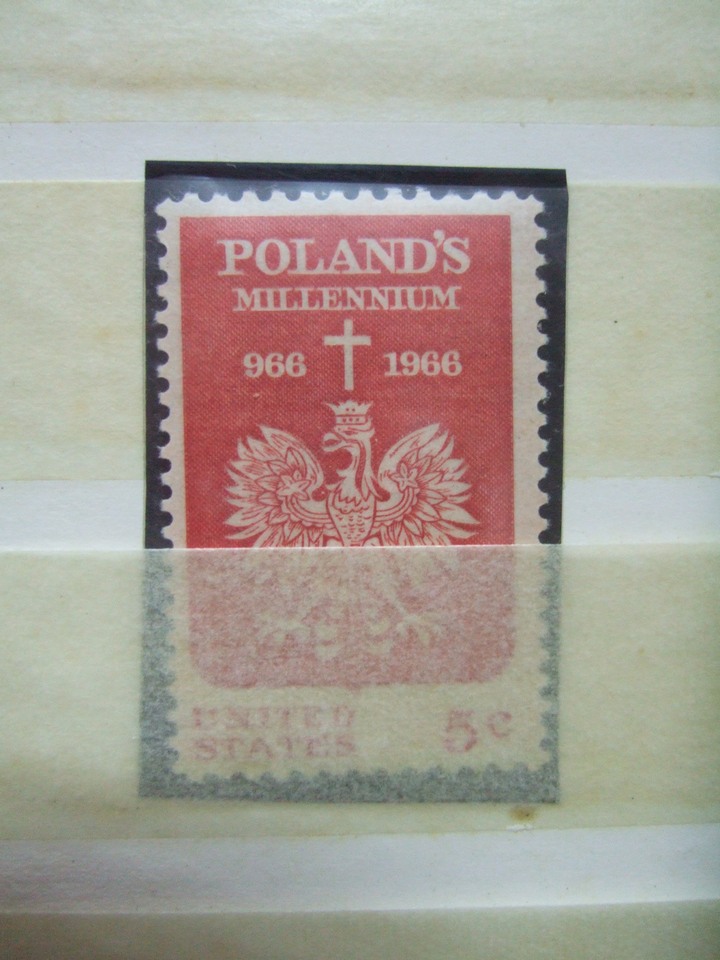 POLAND'S
MILLENNIUM
966 1966
UNITED
STATES
5c